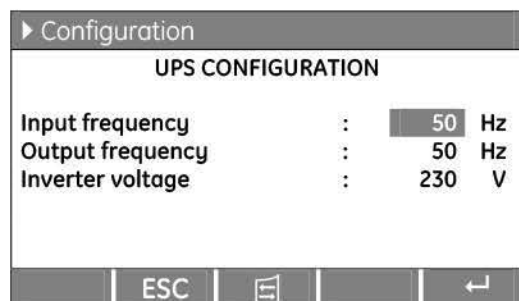 Configuration
UPS CONFIGURATION
Input frequency : 50 Hz
Output frequency : 50 Hz
Inverter voltage : 230 V
ESC